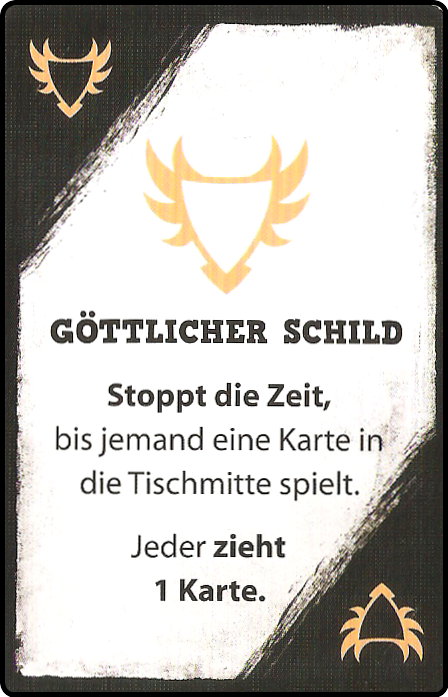 GÖTTLICHER SCHILD
Stoppt die Zeit,
bis jemand eine Karte in
die Tischmitte spielt.
Jeder zieht
1 Karte.